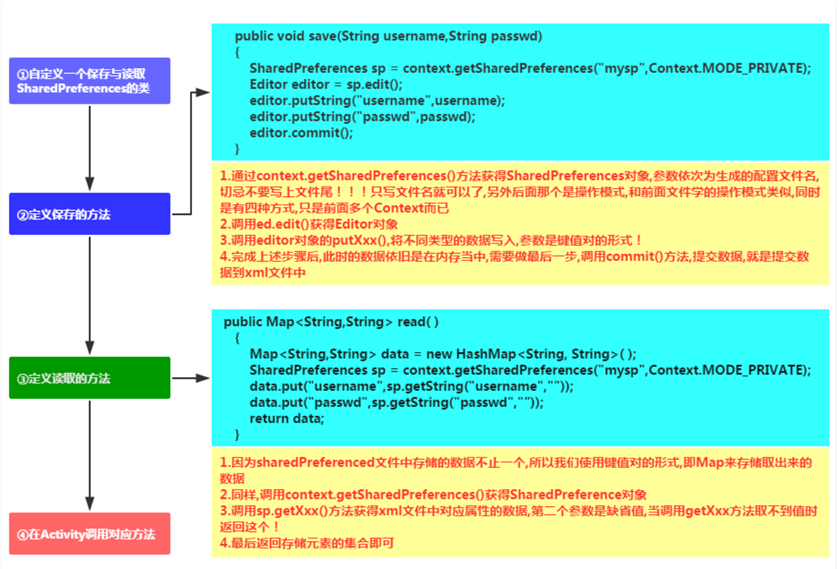 ①自定义一个保存与读取
SharedPreferences的类
②定义保存的方法
public void save(String username,String passwd)
{
SharedPreferences sp = context.getSharedPreferences("mysp",Context.MODE_PRIVATE);
Editor editor = sp.edit();
editor.putString("username",username);
editor.putString("passwd",passwd);
editor.commit();
}
1.通过context.getSharedPreferences()方法获得SharedPreferences对象,参数依次为生成的配置文件名,
切忌不要写上文件尾！！！只写文件名就可以了,另外后面那个是操作模式,和前面文件学的操作模式类似,同时
是有四种方式,只是前面多个Context而已
2.调用ed.edit()获得Editor对象
3.调用editor对象的putXxx(),将不同类型的数据写入,参数是键值对的形式！
4.完成上述步骤后,此时的数据依旧是在内存当中,需要做最后一步,调用commit()方法,提交数据,就是提交数
据到xml文件中
③定义读取的方法
public Map<String,String> read( )
{
Map<String,String> data = new HashMap<String, String>( );
SharedPreferences sp = context.getSharedPreferences("mysp",Context.MODE_PRIVATE);
data.put("username",sp.getString("username",""));
data.put("passwd",sp.getString("passwd",""));
return data;
}
1.因为sharedPreferenced文件中存储的数据不止一个,所以我们使用键值对的形式,即Map来存储取出来的
数据
2.同样,调用context.getSharedPreferences()获得SharedPreference对象
3.调用sp.getXxx()方法获得xml文件中对应属性的数据,第二个参数是缺省值,当调用getXxx方法取不到值时
返回这个！
4.最后返回存储元素的集合即可
④在Activity调用对应方法